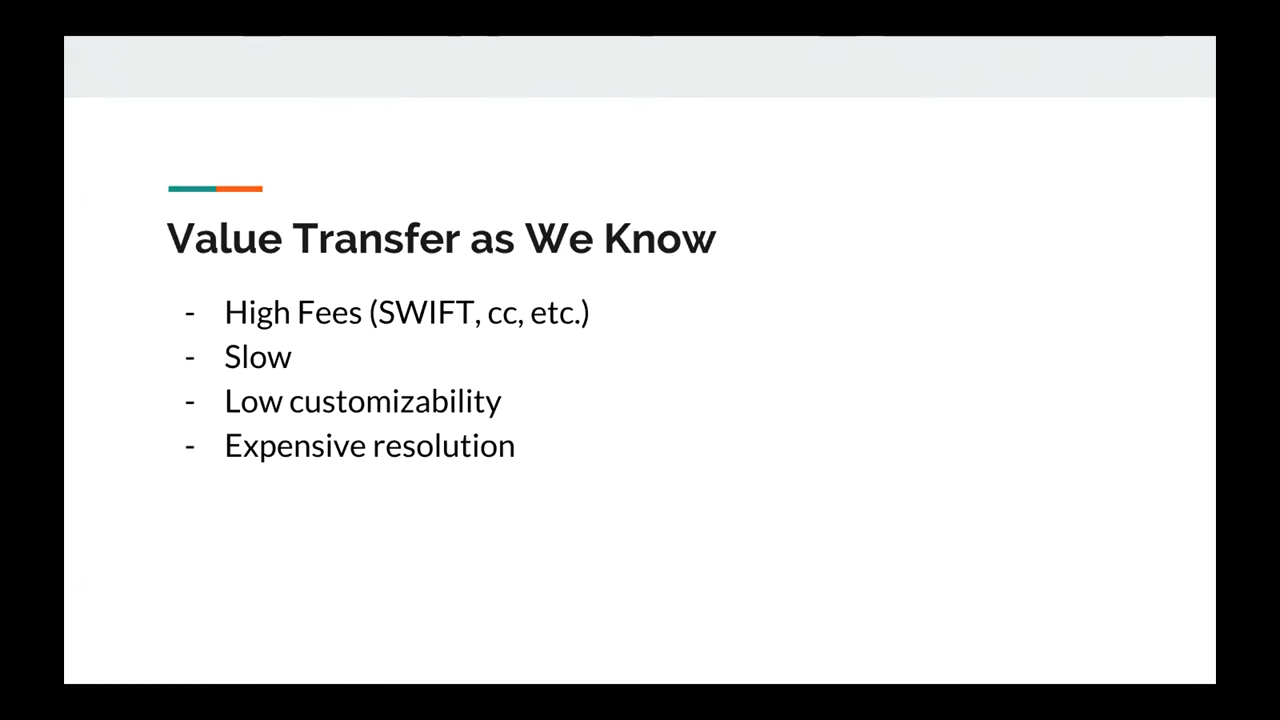 Value Transfer as We Know
- High Fees (SWIFT, cc, etc.)
- Slow
- Low customizability
- Expensive resolution